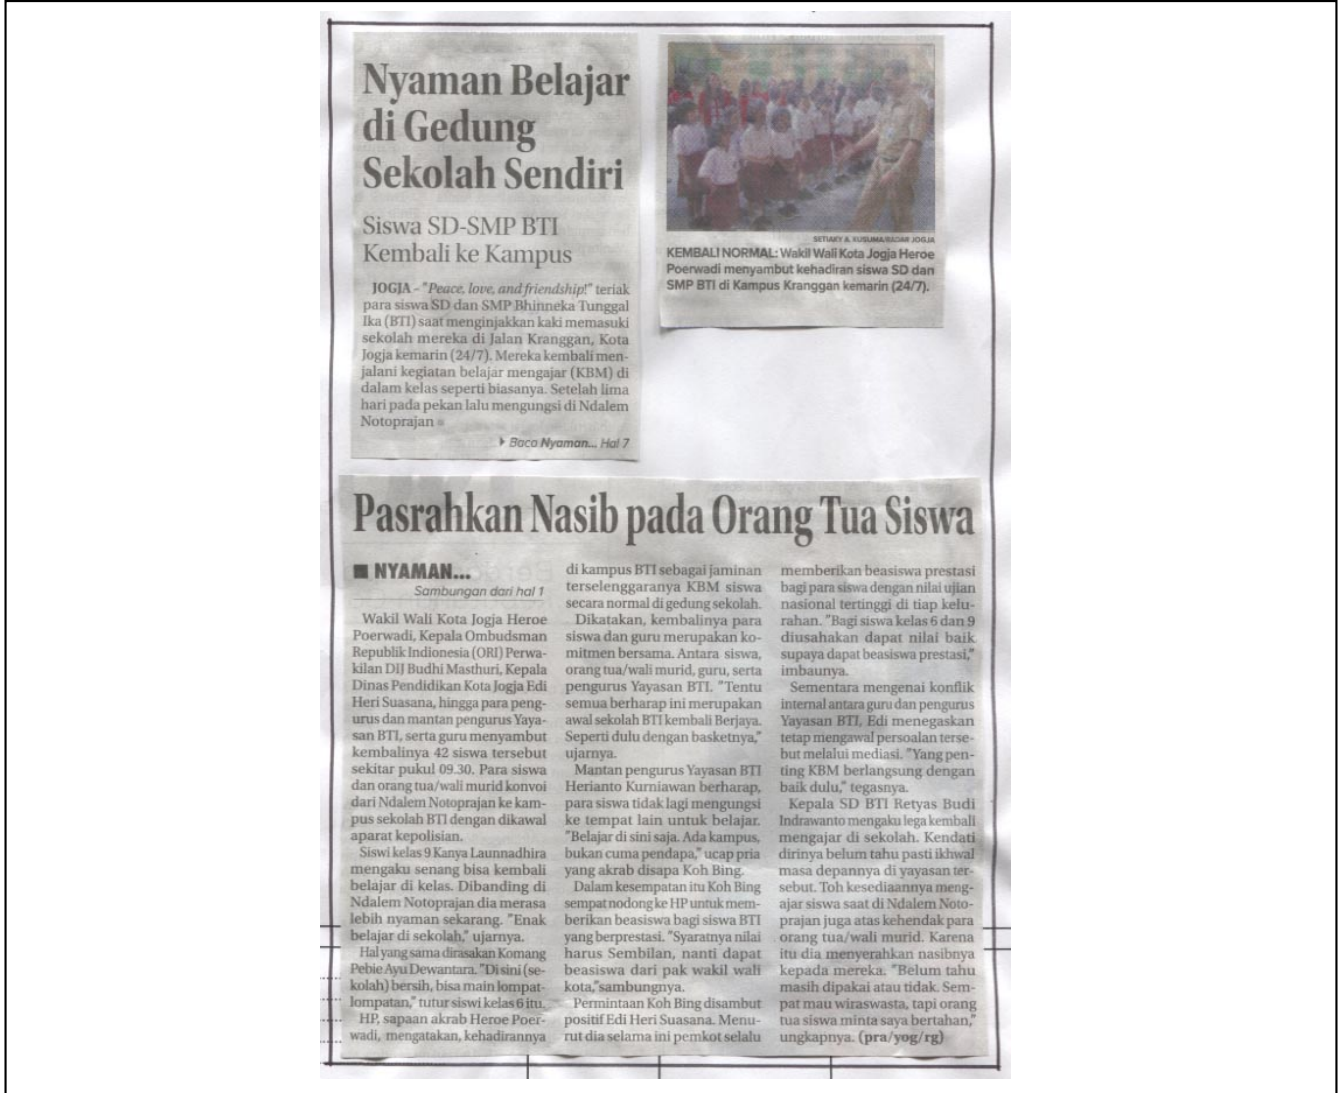 Nyaman Belajar
di Gedung
Sekolah Sendiri
Siswa SD-SMP BTI
Kembali ke Kampus
JOGJA – "Peace, love, and friendship!" teriak
para siswa SD dan SMP Bhinneka Tunggal
Ika (BTI) saat menginjakkan kaki memasuki
sekolah mereka di Jalan Kranggan, Kota
Jogja kemarin (24/7). Mereka kembali men-
jalani kegiatan belajar mengajar (KBM) di
dalam kelas seperti biasanya. Setelah lima
hari pada pekan lalu mengungsi di Ndalem
Notoprajan
Baca Nyaman... Hal 7
SETIAKY A. KUSUMA/RADAR JOGJA
KEMBALI NORMAL: Wakil Wali Kota Jogja Heroe
Poerwadi menyambut kehadiran siswa SD dan
SMP BTI di Kampus Kranggan kemarin (24/7).
Pasrahkan Nasib pada Orang Tua Siswa
NYAMAN...
Sambungan dari hal 1
Wakil Wali Kota Jogja Heroe
Poerwadi, Kepala Ombudsman
Republik Indionesia (ORI) Perwa-
kilan DIJ Budhi Masthuri, Kepala
Dinas Pendidikan Kota Jogja Edi
Heri Suasana, hingga para peng-
urus dan mantan pengurus Yaya-
san BTI, serta guru menyambut
kembalinya 42 siswa tersebut
sekitar pukul 09.30. Para siswa
dan orang tua/wali murid konvoi
dari Ndalem Notoprajan ke kam-
pus sekolah BTI dengan dikawal
aparat kepolisian.
Siswi kelas 9 Kanya Launnadhira
mengaku senang bisa kembali
belajar di kelas. Dibanding di
Ndalem Notoprajan dia merasa
lebih nyaman sekarang. "Enak
belajar di sekolah," ujarnya.
Hal yang sama dirasakan Komang
Pebie Ayu Dewantara. "Di sini (se-
kolah) bersih, bisa main lompat-
lompatan," tutur siswi kelas 6 itu.
HP, sapaan akrab Heroe Poer-
wadi, mengatakan, kehadirannya
di kampus BTI sebagai jaminan
terselenggaranya KBM siswa
secara normal di gedung sekolah.
Dikatakan, kembalinya para
siswa dan guru merupakan ko-
mitmen bersama. Antara siswa,
orang tua/wali murid, guru, serta
pengurus Yayasan BTI. "Tentu
semua berharap ini merupakan
awal sekolah BTI kembali Berjaya.
Seperti dulu dengan basketnya,"
ujarnya.
Mantan pengurus Yayasan BTI
Herianto Kurniawan berharap,
para siswa tidak lagi mengungsi
ke tempat lain untuk belajar.
"Belajar di sini saja. Ada kampus,
bukan cuma pendapa," ucap pria
yang akrab disapa Koh Bing.
Dalam kesempatan itu Koh Bing
sempat nodong ke HP untuk mem-
berikan beasiswa bagi siswa BTI
yang berprestasi. "Syaratnya nilai
harus Sembilan, nanti dapat
beasiswa dari pak wakil wali
kota,"sambungnya.
Permintaan Koh Bing disambut
positif Edi Heri Suasana. Menu-
rut dia selama ini pemkot selalu
memberikan beasiswa prestasi
bagi para siswa dengan nilai ujian
nasional tertinggi di tiap kelu-
rahan. "Bagi siswa kelas 6 dan 9
diusahakan dapat nilai baik
supaya dapat beasiswa prestasi,"
imbaunya.
Sementara mengenai konflik
internal antara guru dan pengurus
Yayasan BTI, Edi menegaskan
tetap mengawal persoalan terse-
but melalui mediasi. "Yang pen-
ting KBM berlangsung dengan
baik dulu," tegasnya.
Kepala SD BTI Retyas Budi
Indrawanto mengaku lega kembali
mengajar di sekolah. Kendati
dirinya belum tahu pasti ikhwal
masa depannya di yayasan ter-
sebut. Toh kesediaannya meng-
ajar siswa saat di Ndalem Noto-
prajan juga atas kehendak para
orang tua/wali murid. Karena
itu dia menyerahkan nasibnya
kepada mereka. "Belum tahu
masih dipakai atau tidak. Sem-
pat mau wiraswasta, tapi orang
tua siswa minta saya bertahan,"
ungkapnya. (pra/yog/rg)